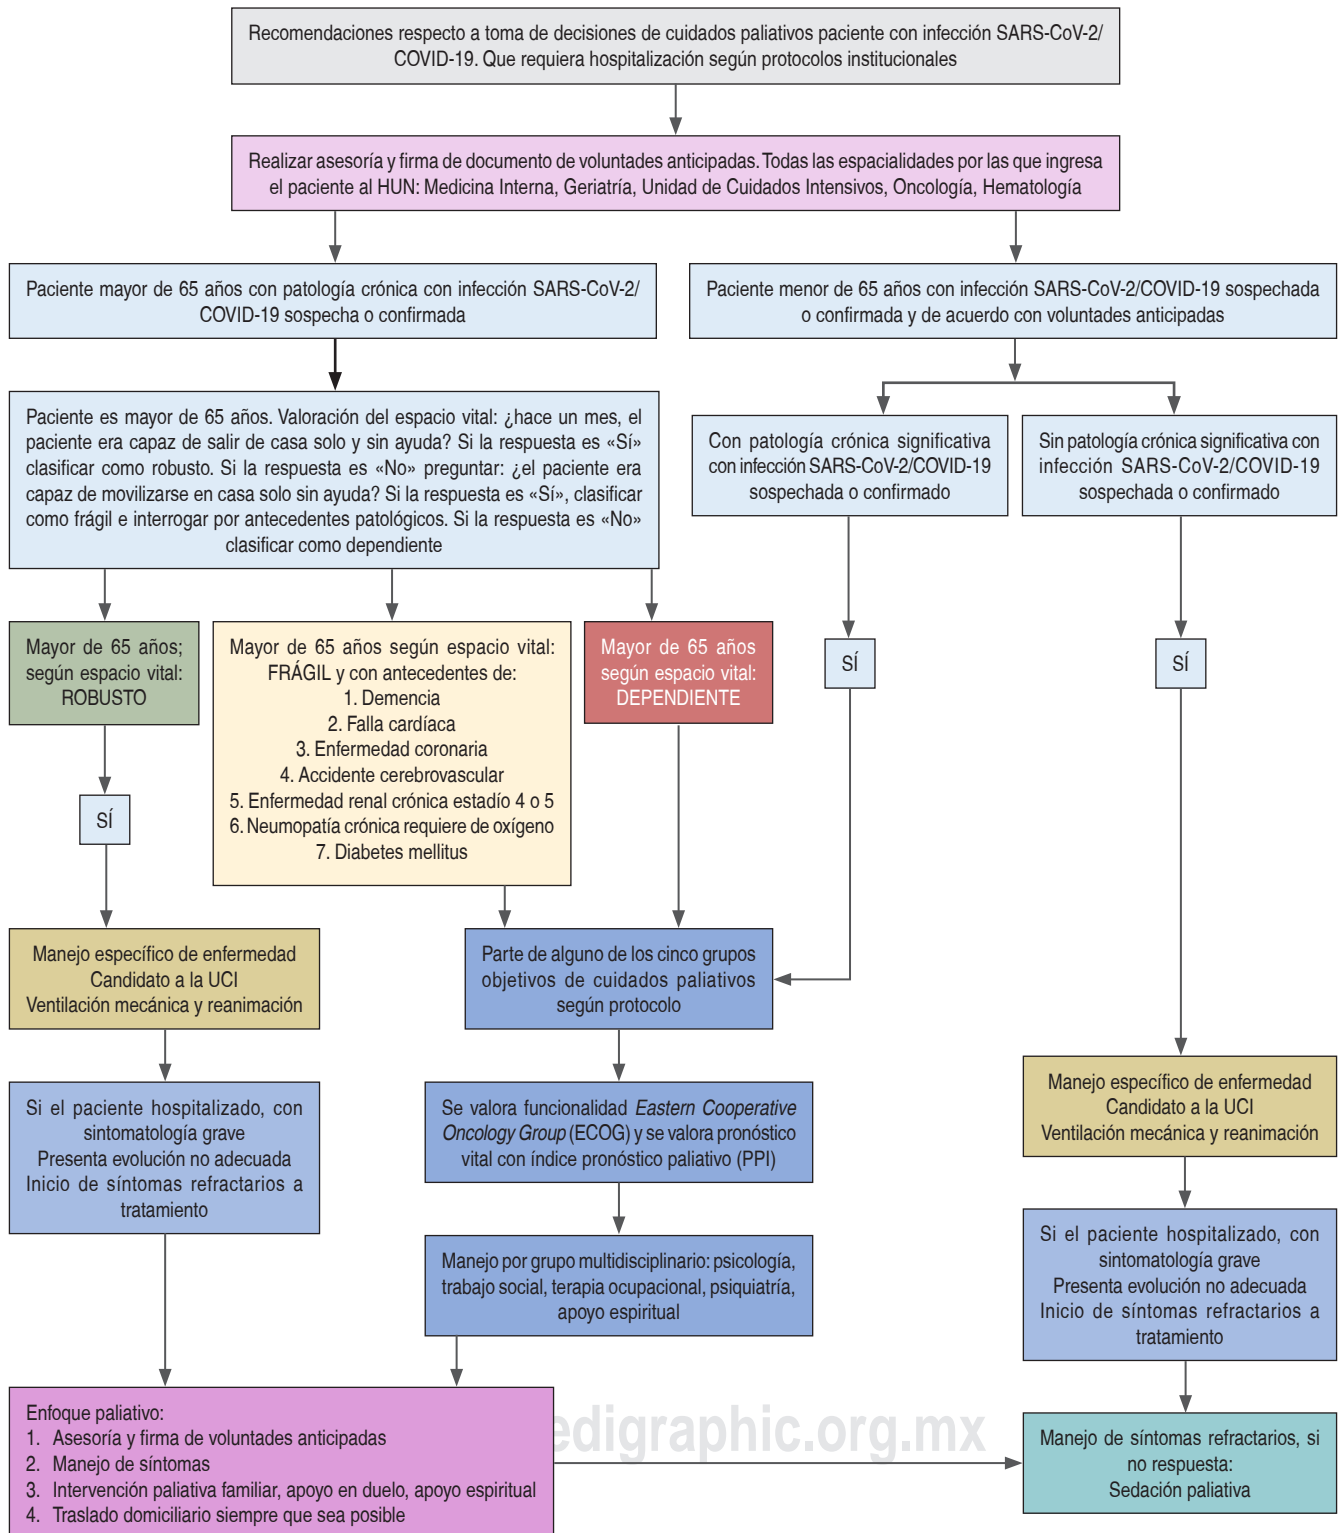 Recomendaciones respecto a toma de decisiones de cuidados paliativos paciente con infección SARS-CoV-2/
COVID-19. Que requiera hospitalización según protocolos institucionales
Realizar asesoría y firma de documento de voluntades anticipadas. Todas las espacialidades por las que ingresa
el paciente al HUN: Medicina Interna, Geriatría, Unidad de Cuidados Intensivos, Oncología, Hematología
Paciente mayor de 65 años con patología crónica con infección SARS-CoV-2/
COVID-19 sospecha o confirmada
Paciente menor de 65 años con infección SARS-CoV-2/COVID-19 sospechada
o confirmada y de acuerdo con voluntades anticipadas
Paciente es mayor de 65 años. Valoración del espacio vital: ¿hace un mes, el
paciente era capaz de salir de casa solo y sin ayuda? Si la respuesta es «Sí»
clasificar como robusto. Si la respuesta es «No» preguntar: ¿el paciente era
capaz de movilizarse en casa solo sin ayuda? Si la respuesta es «Sí», clasificar
como frágil e interrogar por antecedentes patológicos. Si la respuesta es «No»
clasificar como dependiente
Con patología crónica significativa
con infección SARS-CoV-2/COVID-19
sospechada o confirmado
Sin patología crónica significativa con
infección SARS-CoV-2/COVID-19
sospechada o confirmado
Mayor de 65 años;
según espacio vital:
ROBUSTO
Mayor de 65 años según espacio vital:
FRÁGIL y con antecedentes de:
1. Demencia
2. Falla cardíaca
3. Enfermedad coronaria
4. Accidente cerebrovascular
5. Enfermedad renal crónica estadío 4 o 5
6. Neumopatía crónica requiere de oxígeno
7. Diabetes mellitus
Mayor de 65 años
según espacio vital:
DEPENDIENTE
SÍ
SÍ
SÍ
Manejo específico de enfermedad
Candidato a la UCI
Ventilación mecánica y reanimación
Parte de alguno de los cinco grupos
objetivos de cuidados paliativos
según protocolo
Manejo específico de enfermedad
Candidato a la UCI
Ventilación mecánica y reanimación
Si el paciente hospitalizado, con
sintomatología grave
Presenta evolución no adecuada
Inicio de síntomas refractarios a
tratamiento
Se valora funcionalidad Eastern Cooperative
Oncology Group (ECOG) y se valora pronóstico
vital con índice pronóstico paliativo (PPI)
Manejo por grupo multidisciplinario: psicología,
trabajo social, terapia ocupacional, psiquiatría,
apoyo espiritual
Si el paciente hospitalizado, con
sintomatología grave
Presenta evolución no adecuada
Inicio de síntomas refractarios a
tratamiento
Enfoque paliativo:
1. Asesoría y firma de voluntades anticipadas
2. Manejo de síntomas
3. Intervención paliativa familiar, apoyo en duelo, apoyo espiritual
4. Traslado domiciliario siempre que sea posible
edigraphic.org.mx
Manejo de síntomas refractarios, si
no respuesta:
Sedación paliativa